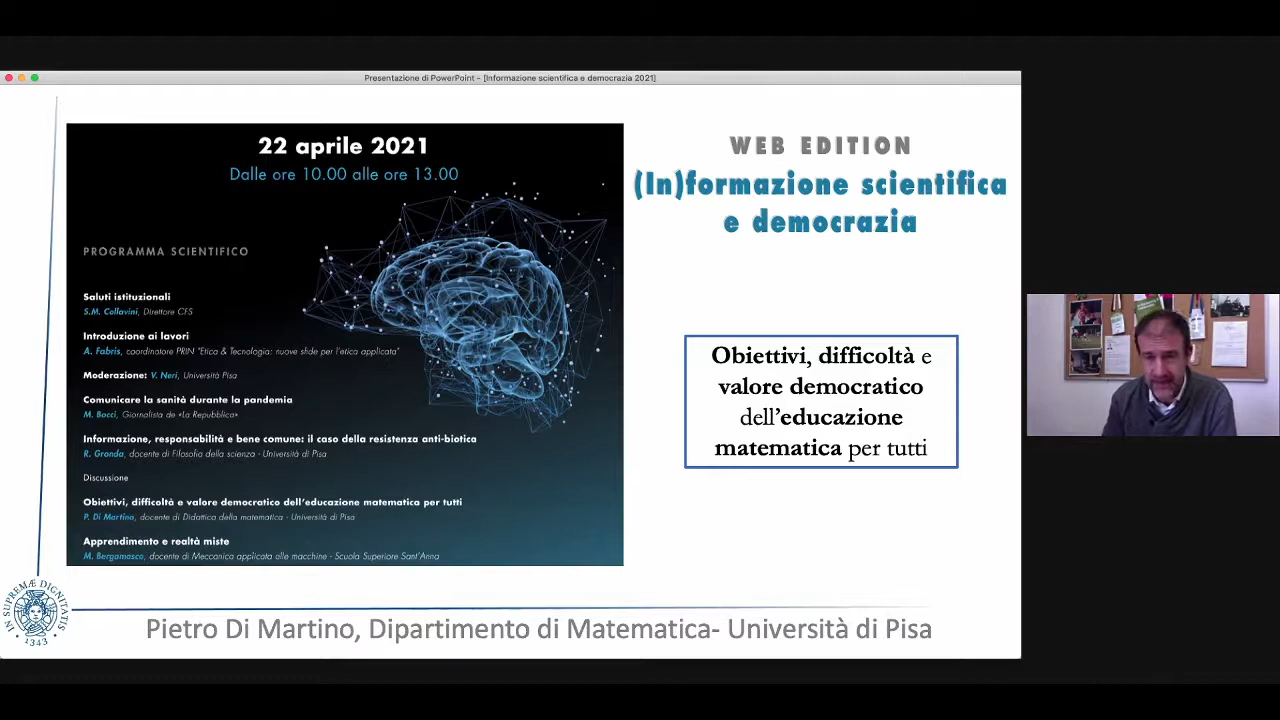 Presentazione di PowerPoint - [Informazione scientifica e democrazia 2021]
22 aprile 2021
Dalle ore 10.00 alle ore 13.00
PROGRAMMA SCIENTIFICO
Saluti istituzionali
S.M. Collavini, Direttore CFS
Introduzione ai lavori
A. Fabris, coordinatore PRIN "Etica & Tecnologia: nuove sfide per l'etica applicata"
Moderazione: V. Neri, Università Pisa
Comunicare la sanità durante la pandemia
M. Bocci, Giornalista de «La Repubblica»
Informazione, responsabilità e bene comune: il caso della resistenza anti-biotica
R. Gronda, docente di Filosofia della scienza - Università di Pisa
Discussione
Obiettivi, difficoltà e valore democratico dell'educazione matematica per tutti
P. Di Martino, docente di Didattica della matematica - Università di Pisa
Apprendimento e realtà miste
M. Bergamasco, docente di Meccanica applicata alle macchine - Scuola Superiore Sant'Anna
WEB EDITION
(In)formazione scientifica
e democrazia
Obiettivi, difficoltà e
valore democratico
dell'educazione
matematica per tutti
IN SUPREMÆ DIGNITATIS
1343
Pietro Di Martino, Dipartimento di Matematica- Università di Pisa